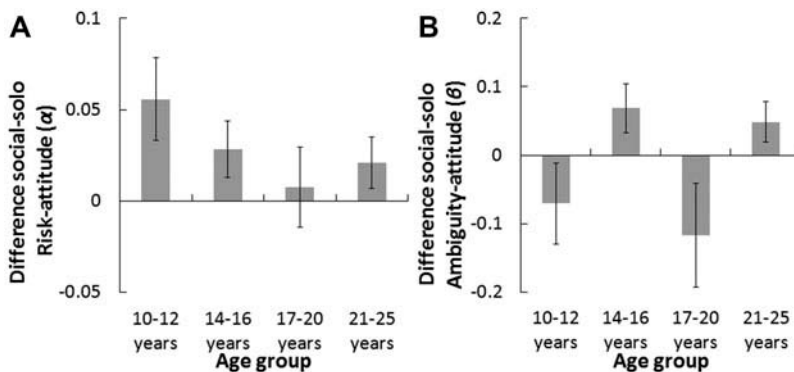 A
Difference social-solo
Risk-attitude (α)
0.1
0.05
0
-0.05
10-12
years
14-16
years
17-20
years
21-25
years
Age group
B
Difference social-solo
Ambiguity-attitude (β)
0.2
0.1
0
-0.1
-0.2
10-12
years
14-16
years
17-20
years
21-25
years
Age group